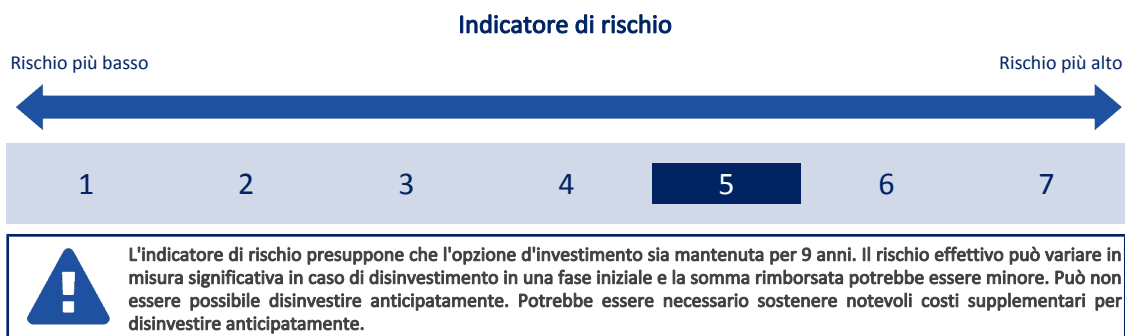 Indicatore di rischio
Rischio più basso
Rischio più alto
1 2 3 4 5 6 7
L'indicatore di rischio presuppone che l'opzione d'investimento sia mantenuta per 9 anni. Il rischio effettivo può variare in
misura significativa in caso di disinvestimento in una fase iniziale e la somma rimborsata potrebbe essere minore. Può non
essere possibile disinvestire anticipatamente. Potrebbe essere necessario sostenere notevoli costi supplementari per
disinvestire anticipatamente.